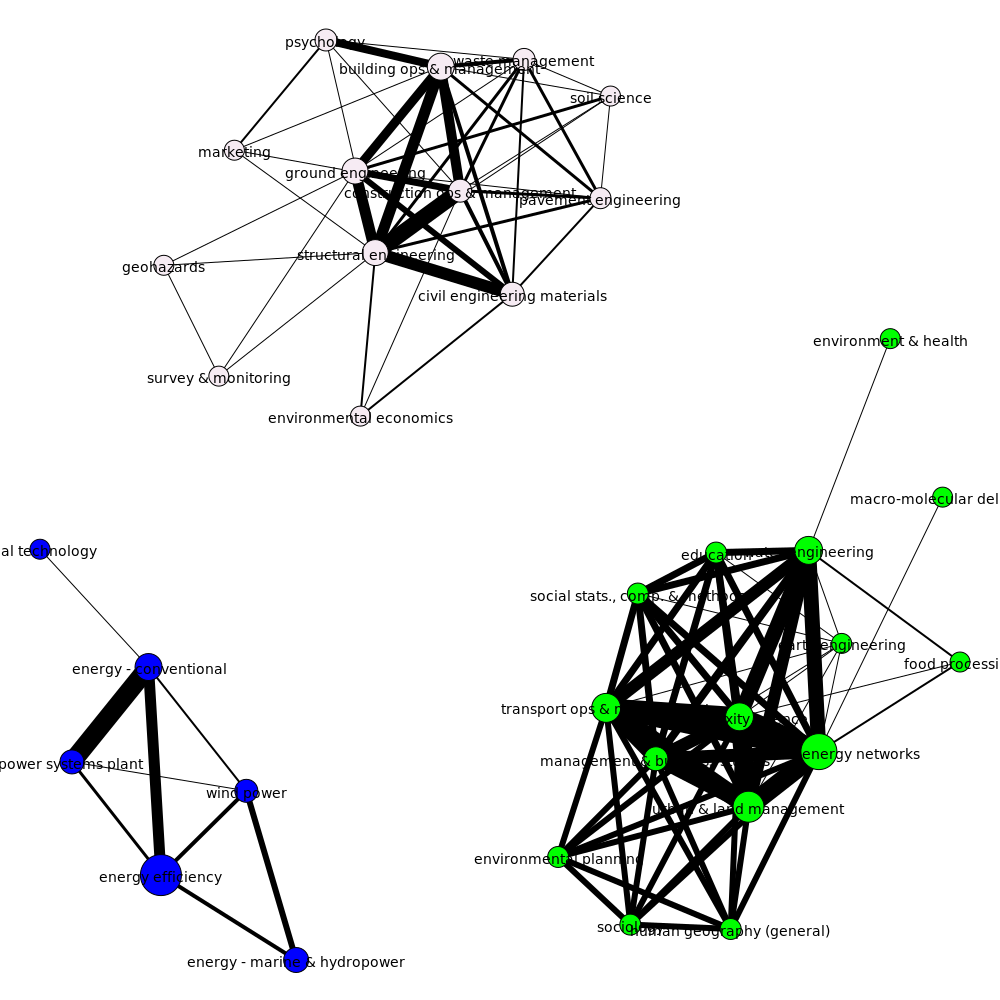 psychology
waste management
building ops & management
soil science
marketing
ground engineering
construction ops & management
pavement engineering
structural engineering
geohazards
civil engineering materials
survey & monitoring
environmental economics
environment & health
macro-molecular del
al technology
education
engineering
social stats., comp. & methods
engineering
food processi
energy - conventional
transport ops & m
power systems plant
energy networks
management & bu
wind power
& land management
environmental planning
energy efficiency
sociology
human geography (general)
energy - marine & hydropower